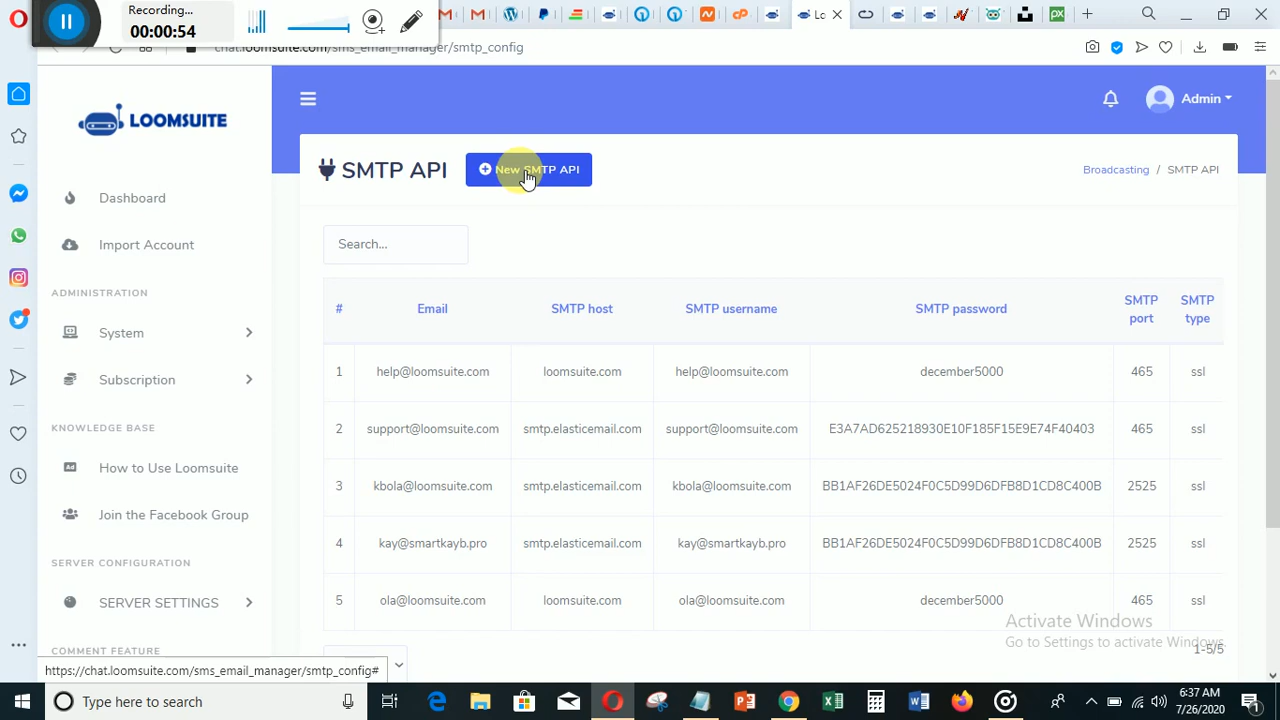 00:00:54
Lo
chat.loomsuite.com/sms_email_manager/smtp_config
LOOMSUITE
Admin
SMTP API
New SMTP API
Broadcasting / SMTP API
Dashboard
Import Account
ADMINISTRATION
System
Subscription
KNOWLEDGE BASE
How to Use Loomsuite
Join the Facebook Group
SERVER CONFIGURATION
SERVER SETTINGS
COMMENT FEATURE
Search...
# Email SMTP host SMTP username SMTP password SMTP port SMTP type
1 help@loomsuite.com loomsuite.com help@loomsuite.com december5000 465 ssl
2 support@loomsuite.com smtp.elasticemail.com support@loomsuite.com E3A7AD625218930E10F185F15E9E74F40403 465 ssl
3 kbola@loomsuite.com smtp.elasticemail.com kbola@loomsuite.com BB1AF26DE5024F0C5D99D6DFB8D1CD8C400B 2525 ssl
4 kay@smartkayb.pro smtp.elasticemail.com kay@smartkayb.pro BB1AF26DE5024F0C5D99D6DFB8D1CD8C400B 2525 ssl
5 ola@loomsuite.com loomsuite.com ola@loomsuite.com december5000 465 ssl
Activate Windows
Go to Settings to activate Windows.
1-5/5
https://chat.loomsuite.com/sms_email_manager/smtp_config#
Type here to search
6:37 AM
7/26/2020